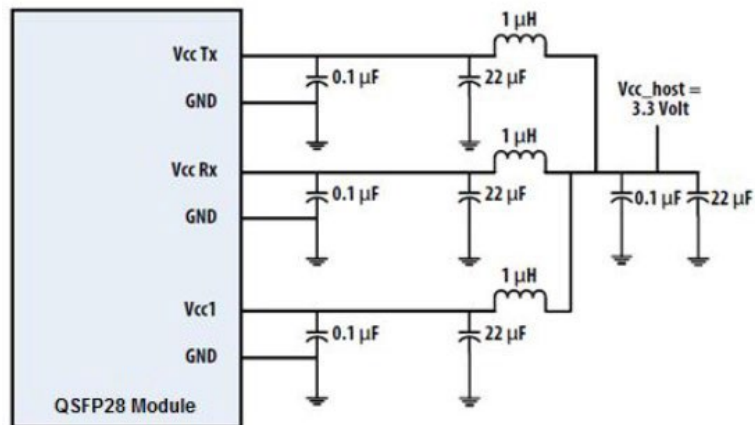 1 µH
Vcc Tx
0.1 µF
22 µF
GND
Vcc_host =
3.3 Volt
1 µH
Vcc Rx
0.1 µF
22 µF
0.1 µF
22 µF
GND
1 µH
Vcc1
0.1 µF
22 µF
GND
QSFP28 Module